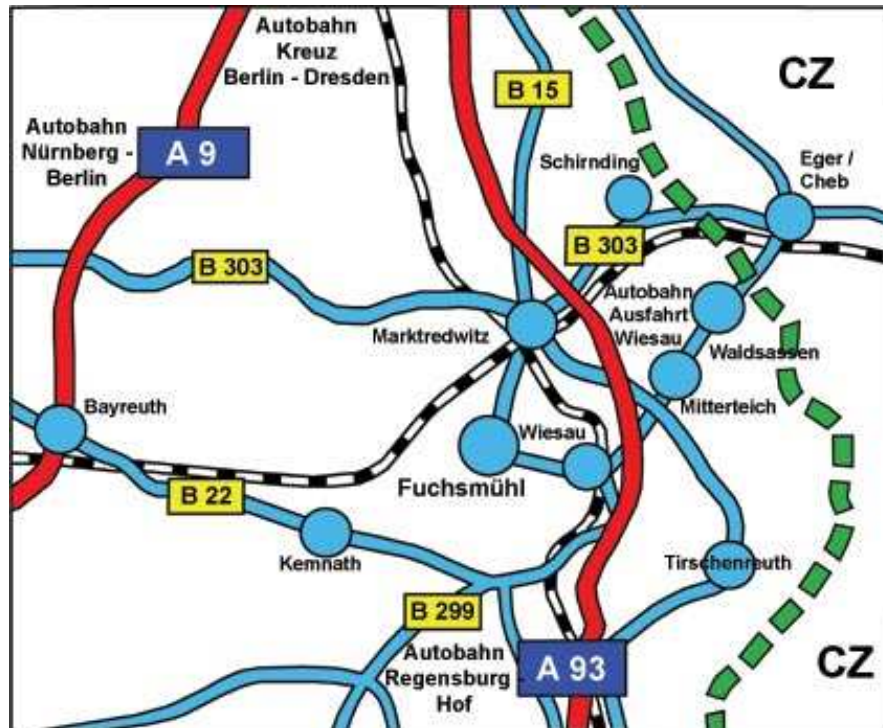 Autobahn
Kreuz
Berlin - Dresden
CZ
B 15
Autobahn
Nürnberg -
Berlin
A 9
Schirnding
Eger /
Cheb
B 303
B 303
Autobahn
Ausfahrt
Wiesau
Marktredwitz
Waldsassen
Mitterteich
Bayreuth
Wiesau
Fuchsmühl
B 22
Kemnath
Tirschenreuth
B 299
Autobahn
Regensburg -
Hof
A 93
CZ